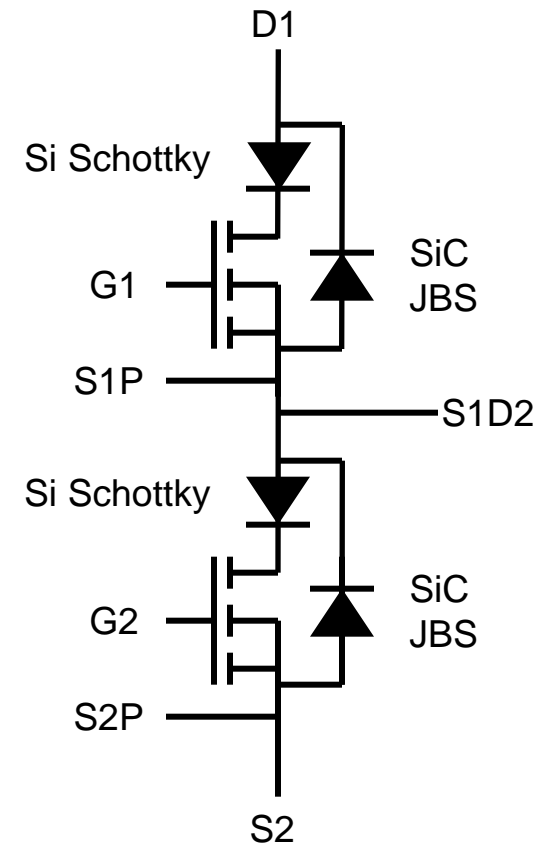 D1
Si Schottky
SiC
JBS
G1
S1P
S1D2
Si Schottky
SiC
JBS
G2
S2P
S2